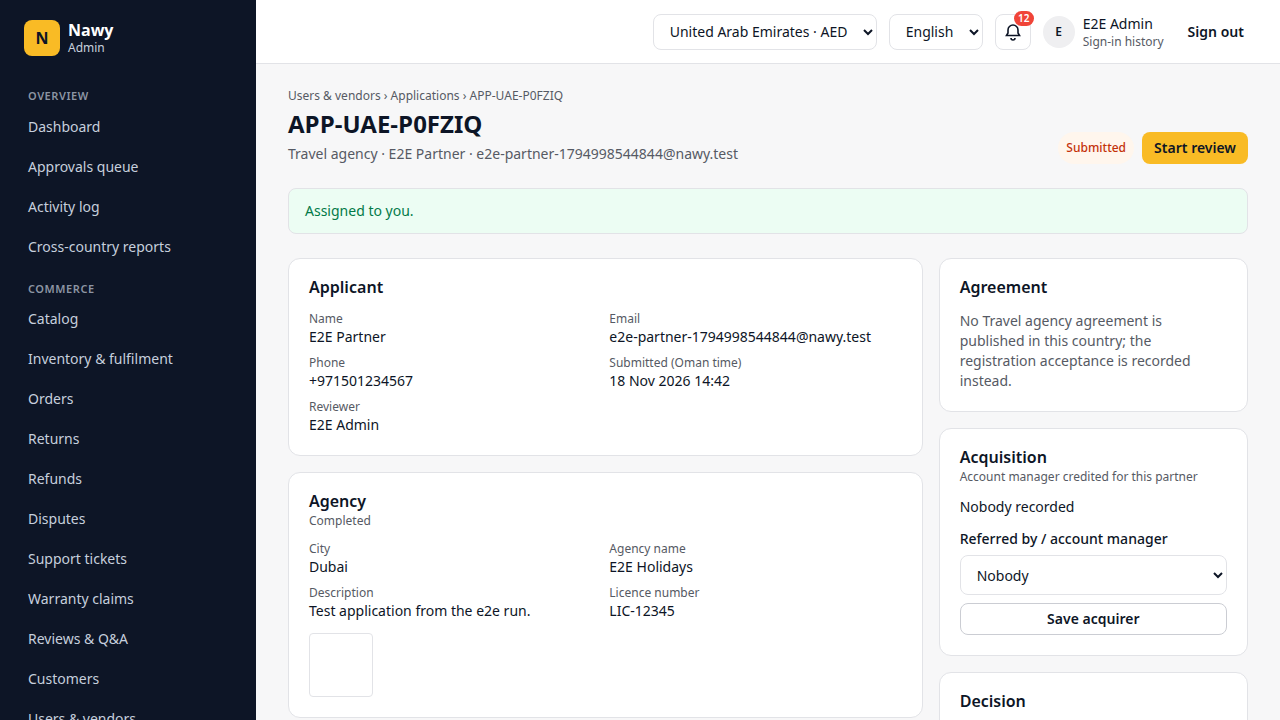 N
Nawy
Admin
OVERVIEW
Dashboard
Approvals queue
Activity log
Cross-country reports
COMMERCE
Catalog
Inventory & fulfilment
Orders
Returns
Refunds
Disputes
Support tickets
Warranty claims
Reviews & Q&A
Customers
Users & vendors
United Arab Emirates · AED
English
12
E
E2E Admin
Sign-in history
Sign out
Users & vendors › Applications › APP-UAE-P0FZIQ
APP-UAE-P0FZIQ
Travel agency · E2E Partner · e2e-partner-1794998544844@nawy.test
Submitted
Start review
Assigned to you.
Applicant
Name
E2E Partner
Email
e2e-partner-1794998544844@nawy.test
Phone
+971501234567
Submitted (Oman time)
18 Nov 2026 14:42
Reviewer
E2E Admin
Agency
Completed
City
Dubai
Agency name
E2E Holidays
Description
Test application from the e2e run.
Licence number
LIC-12345
Agreement
No Travel agency agreement is
published in this country; the
registration acceptance is recorded
instead.
Acquisition
Account manager credited for this partner
Nobody recorded
Referred by / account manager
Nobody
Save acquirer
Decision